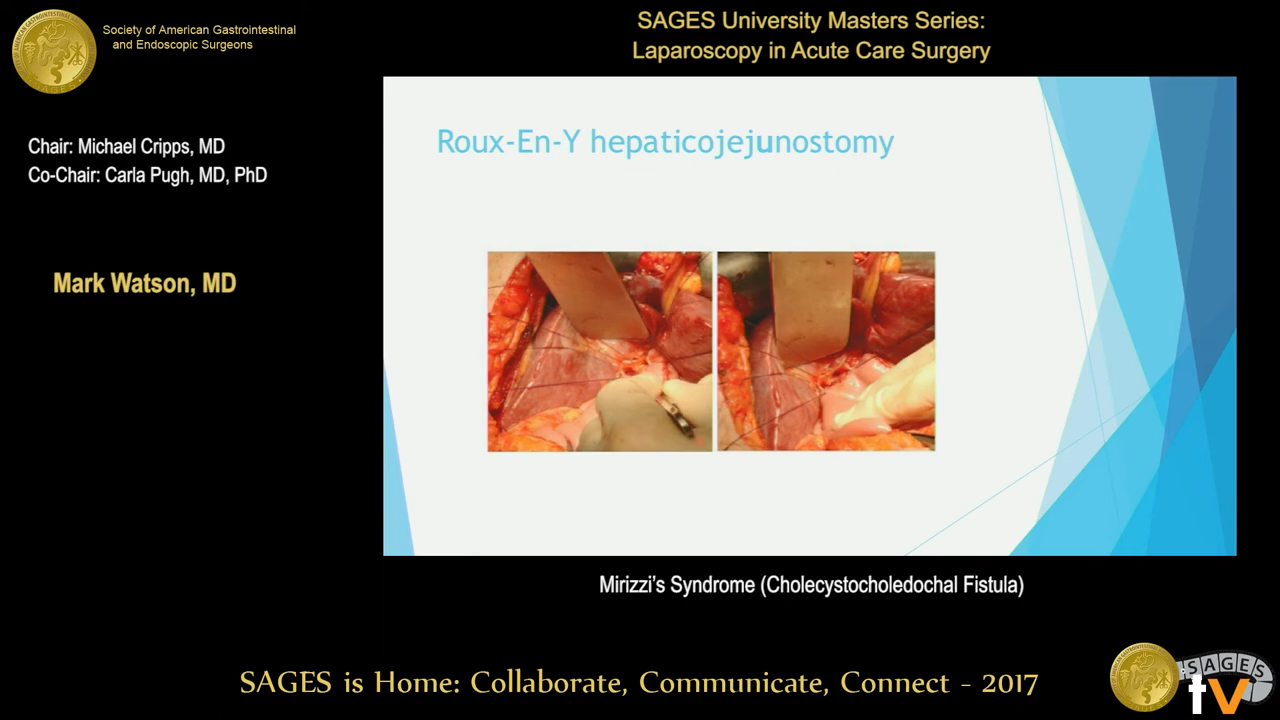 Society of American Gastrointestinal
and Endoscopic Surgeons
SAGES University Masters Series:
Laparoscopy in Acute Care Surgery
Chair: Michael Cripps, MD
Co-Chair: Carla Pugh, MD, PhD
Mark Watson, MD
Roux-En-Y hepaticojejunostomy
Mirizzi's Syndrome (Cholecystocholedochal Fistula)
SAGES is Home: Collaborate, Communicate, Connect - 2017
SAGES
tv